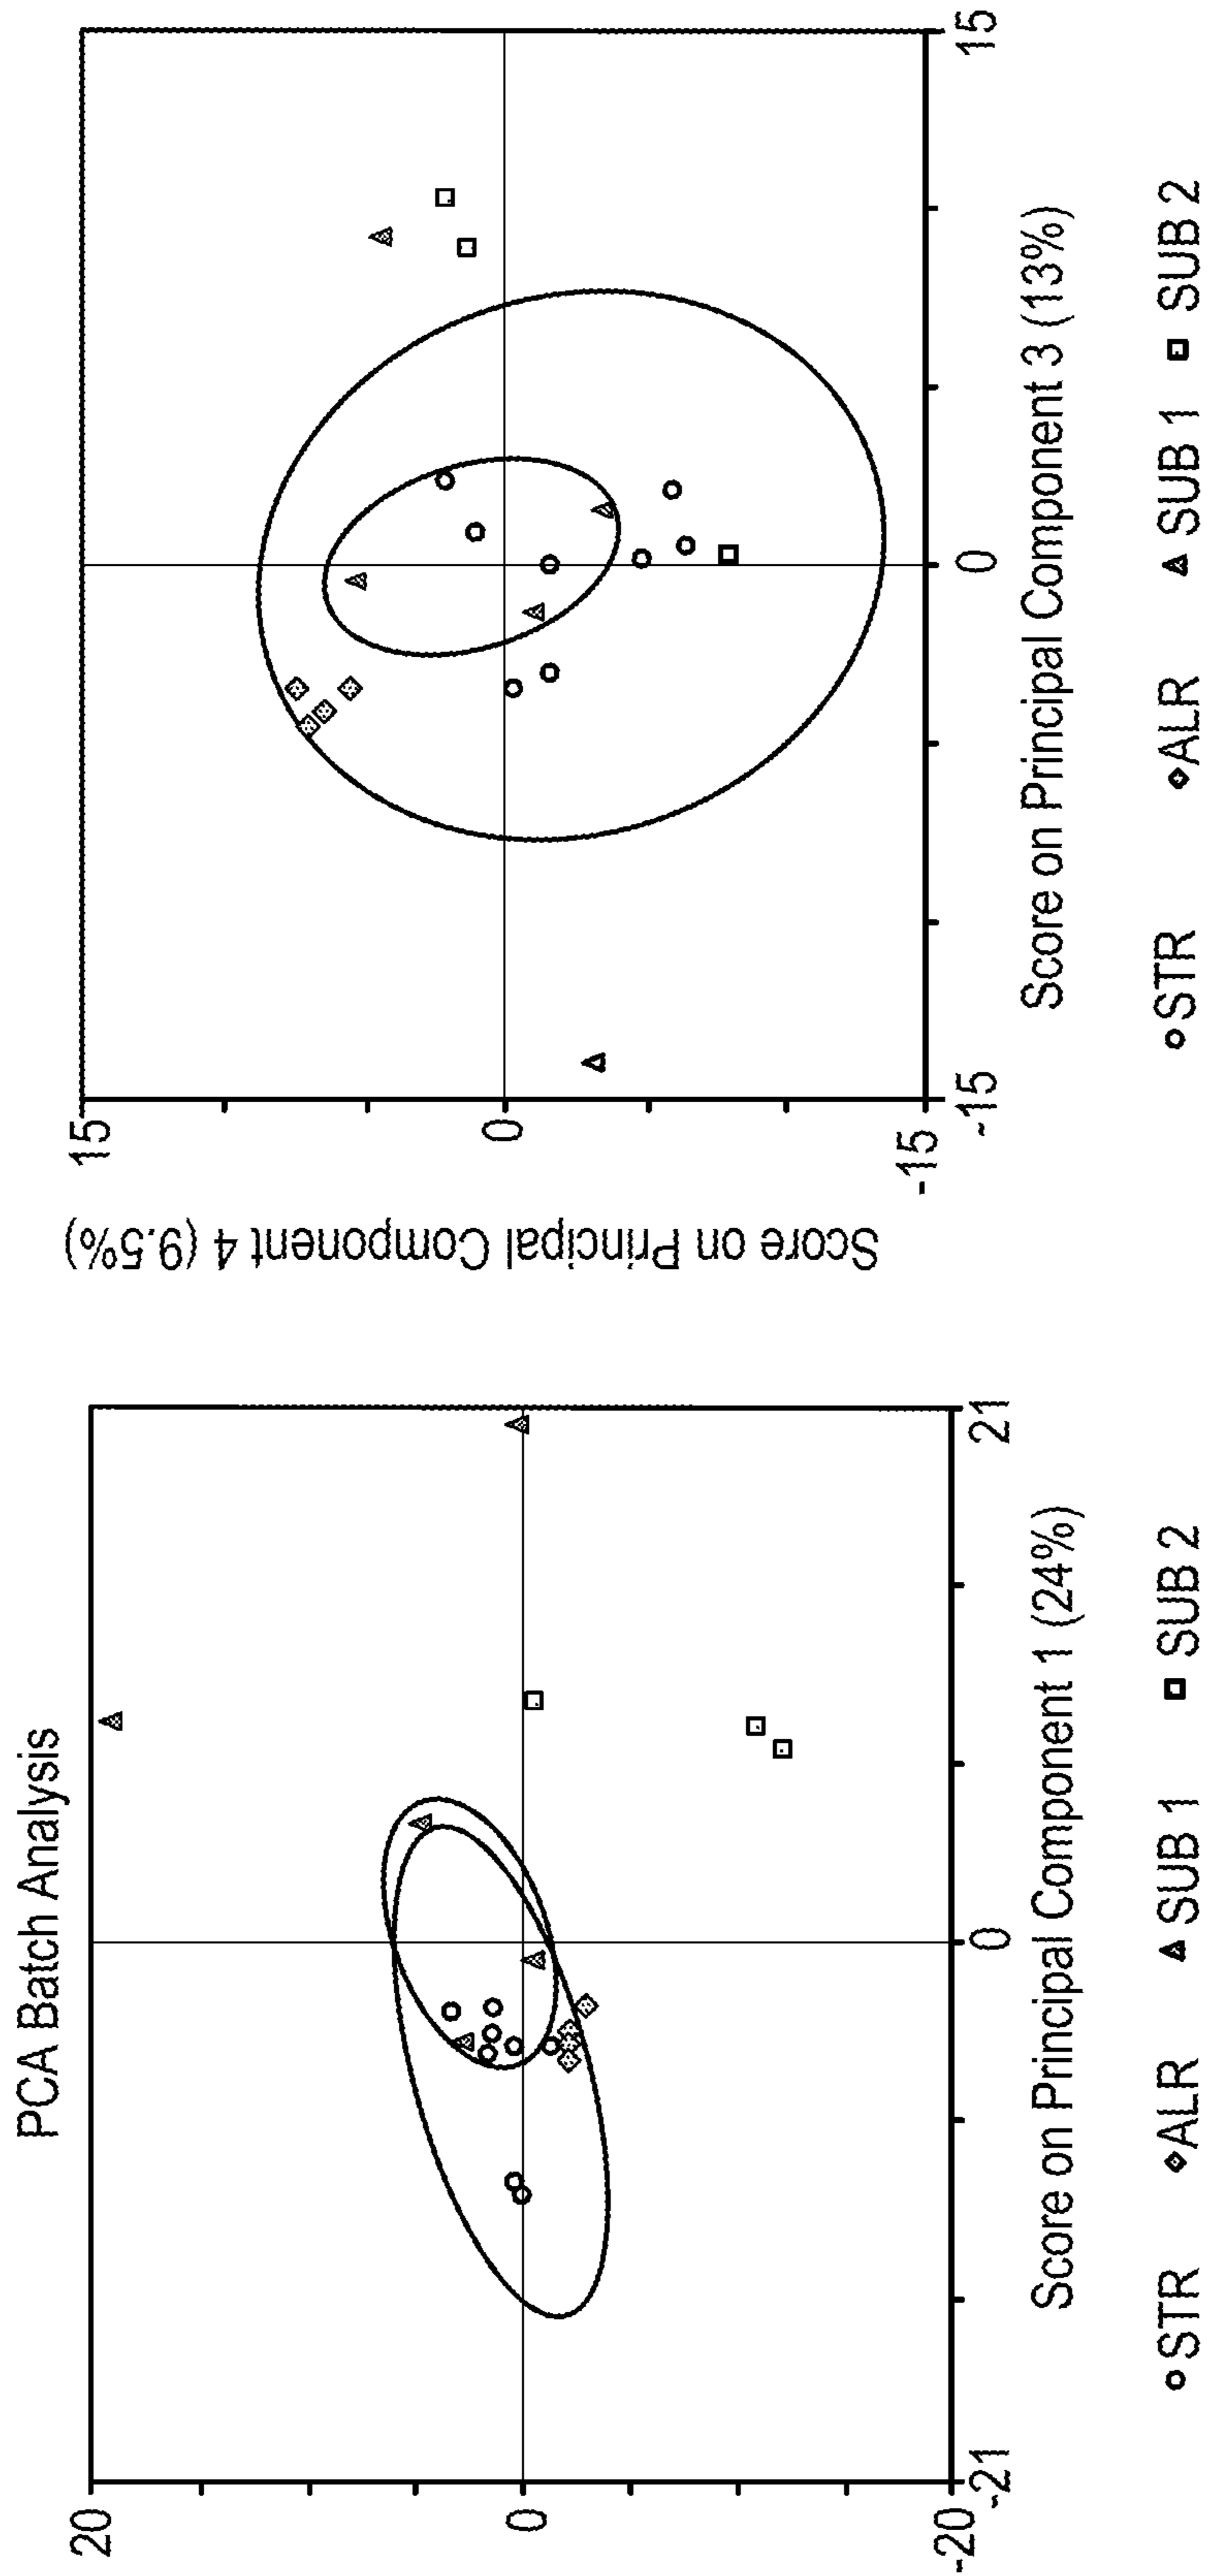 PCA Batch Analysis
20
0
-20
-21
0
21
Score on Principal Component 1 (24%)
STR ALR SUB 1 SUB 2
Score on Principal Component 4 (9.5%)
15
0
-15
-15
0
15
Score on Principal Component 3 (13%)
STR ALR SUB 1 SUB 2